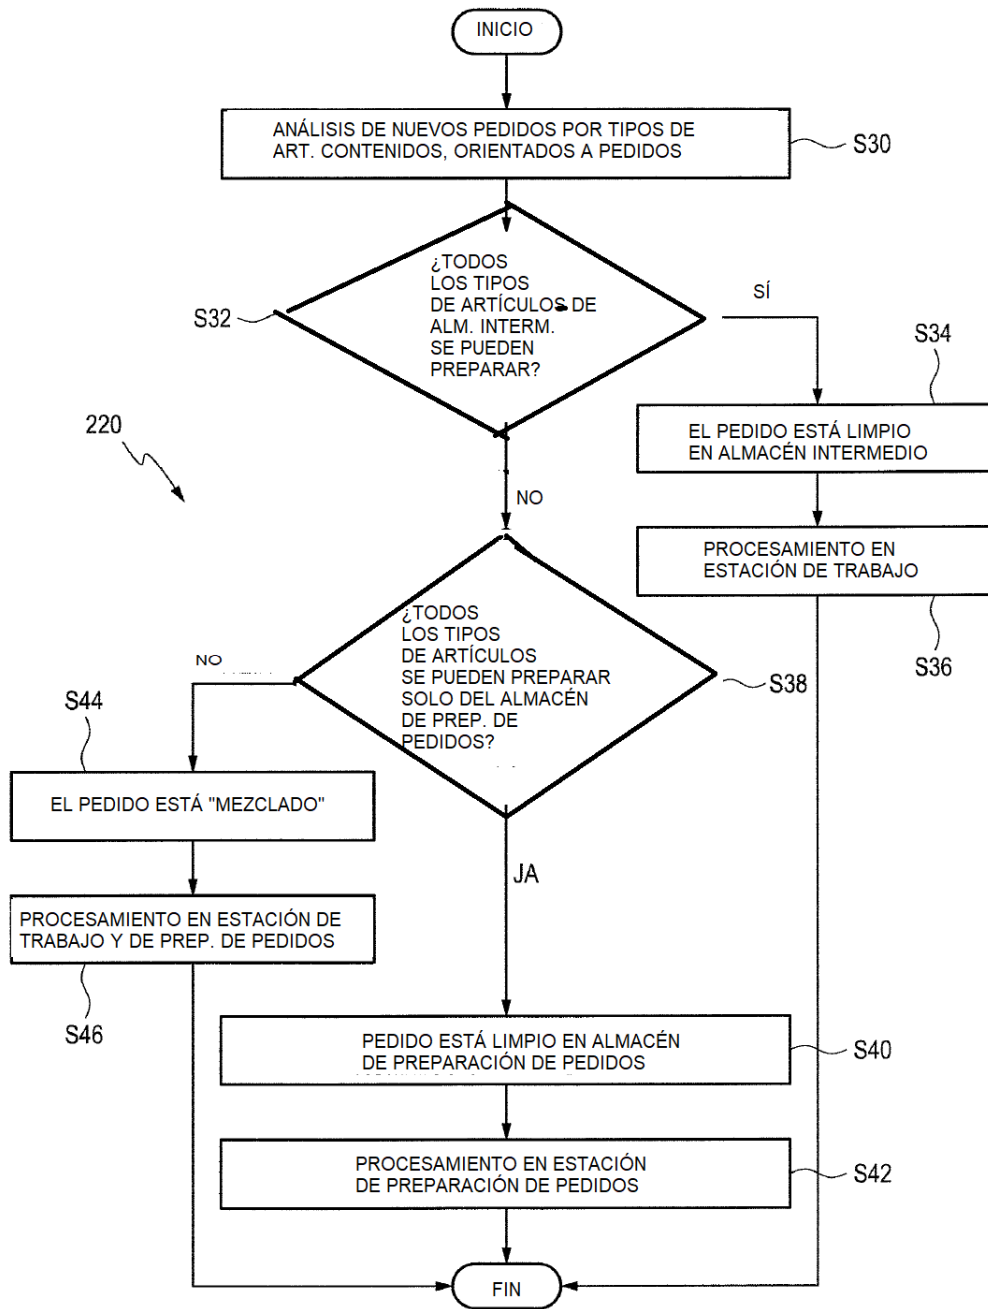 INICIO
ANÁLISIS DE NUEVOS PEDIDOS POR TIPOS DE
ART. CONTENIDOS, ORIENTADOS A PEDIDOS
S30
¿TODOS
LOS TIPOS
DE ARTÍCULOS DE
ALM. INTERM.
SE PUEDEN
PREPARAR?
S32
SÍ
S34
EL PEDIDO ESTÁ LIMPIO
EN ALMACÉN INTERMEDIO
220
NO
PROCESAMIENTO EN
ESTACIÓN DE TRABAJO
S36
¿TODOS
LOS TIPOS
DE ARTÍCULOS
SE PUEDEN PREPARAR
SOLO DEL ALMACÉN
DE PREP. DE
PEDIDOS?
S38
NO
S44
EL PEDIDO ESTÁ "MEZCLADO"
JA
PROCESAMIENTO EN ESTACIÓN DE
TRABAJO Y DE PREP. DE PEDIDOS
S46
PEDIDO ESTÁ LIMPIO EN ALMACÉN
DE PREPARACIÓN DE PEDIDOS
S40
PROCESAMIENTO EN ESTACIÓN
DE PREPARACIÓN DE PEDIDOS
S42
FIN